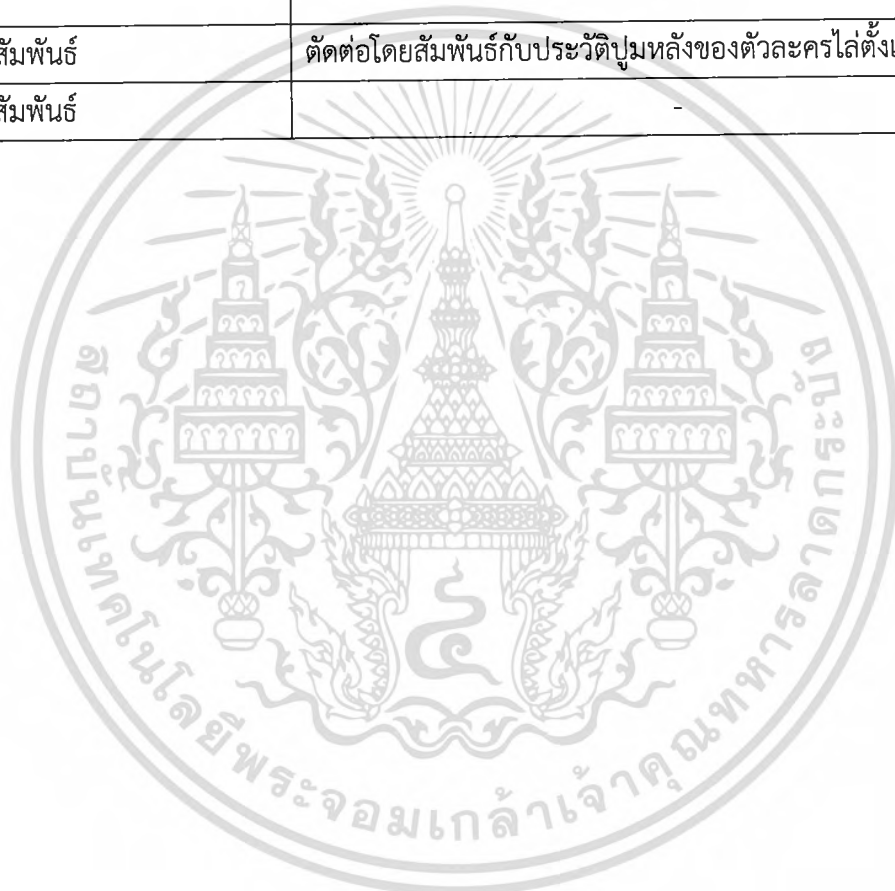 สัมพันธ์ ตัดต่อโดยสัมพันธ์กับประวัติปูมหลังของตัวละครไล่ตั้งแ
สัมพันธ์ -
สถาบันเทคโนโลยีพระจอมเกล้าเจ้าคุณทหารลาดกระบัง
๔